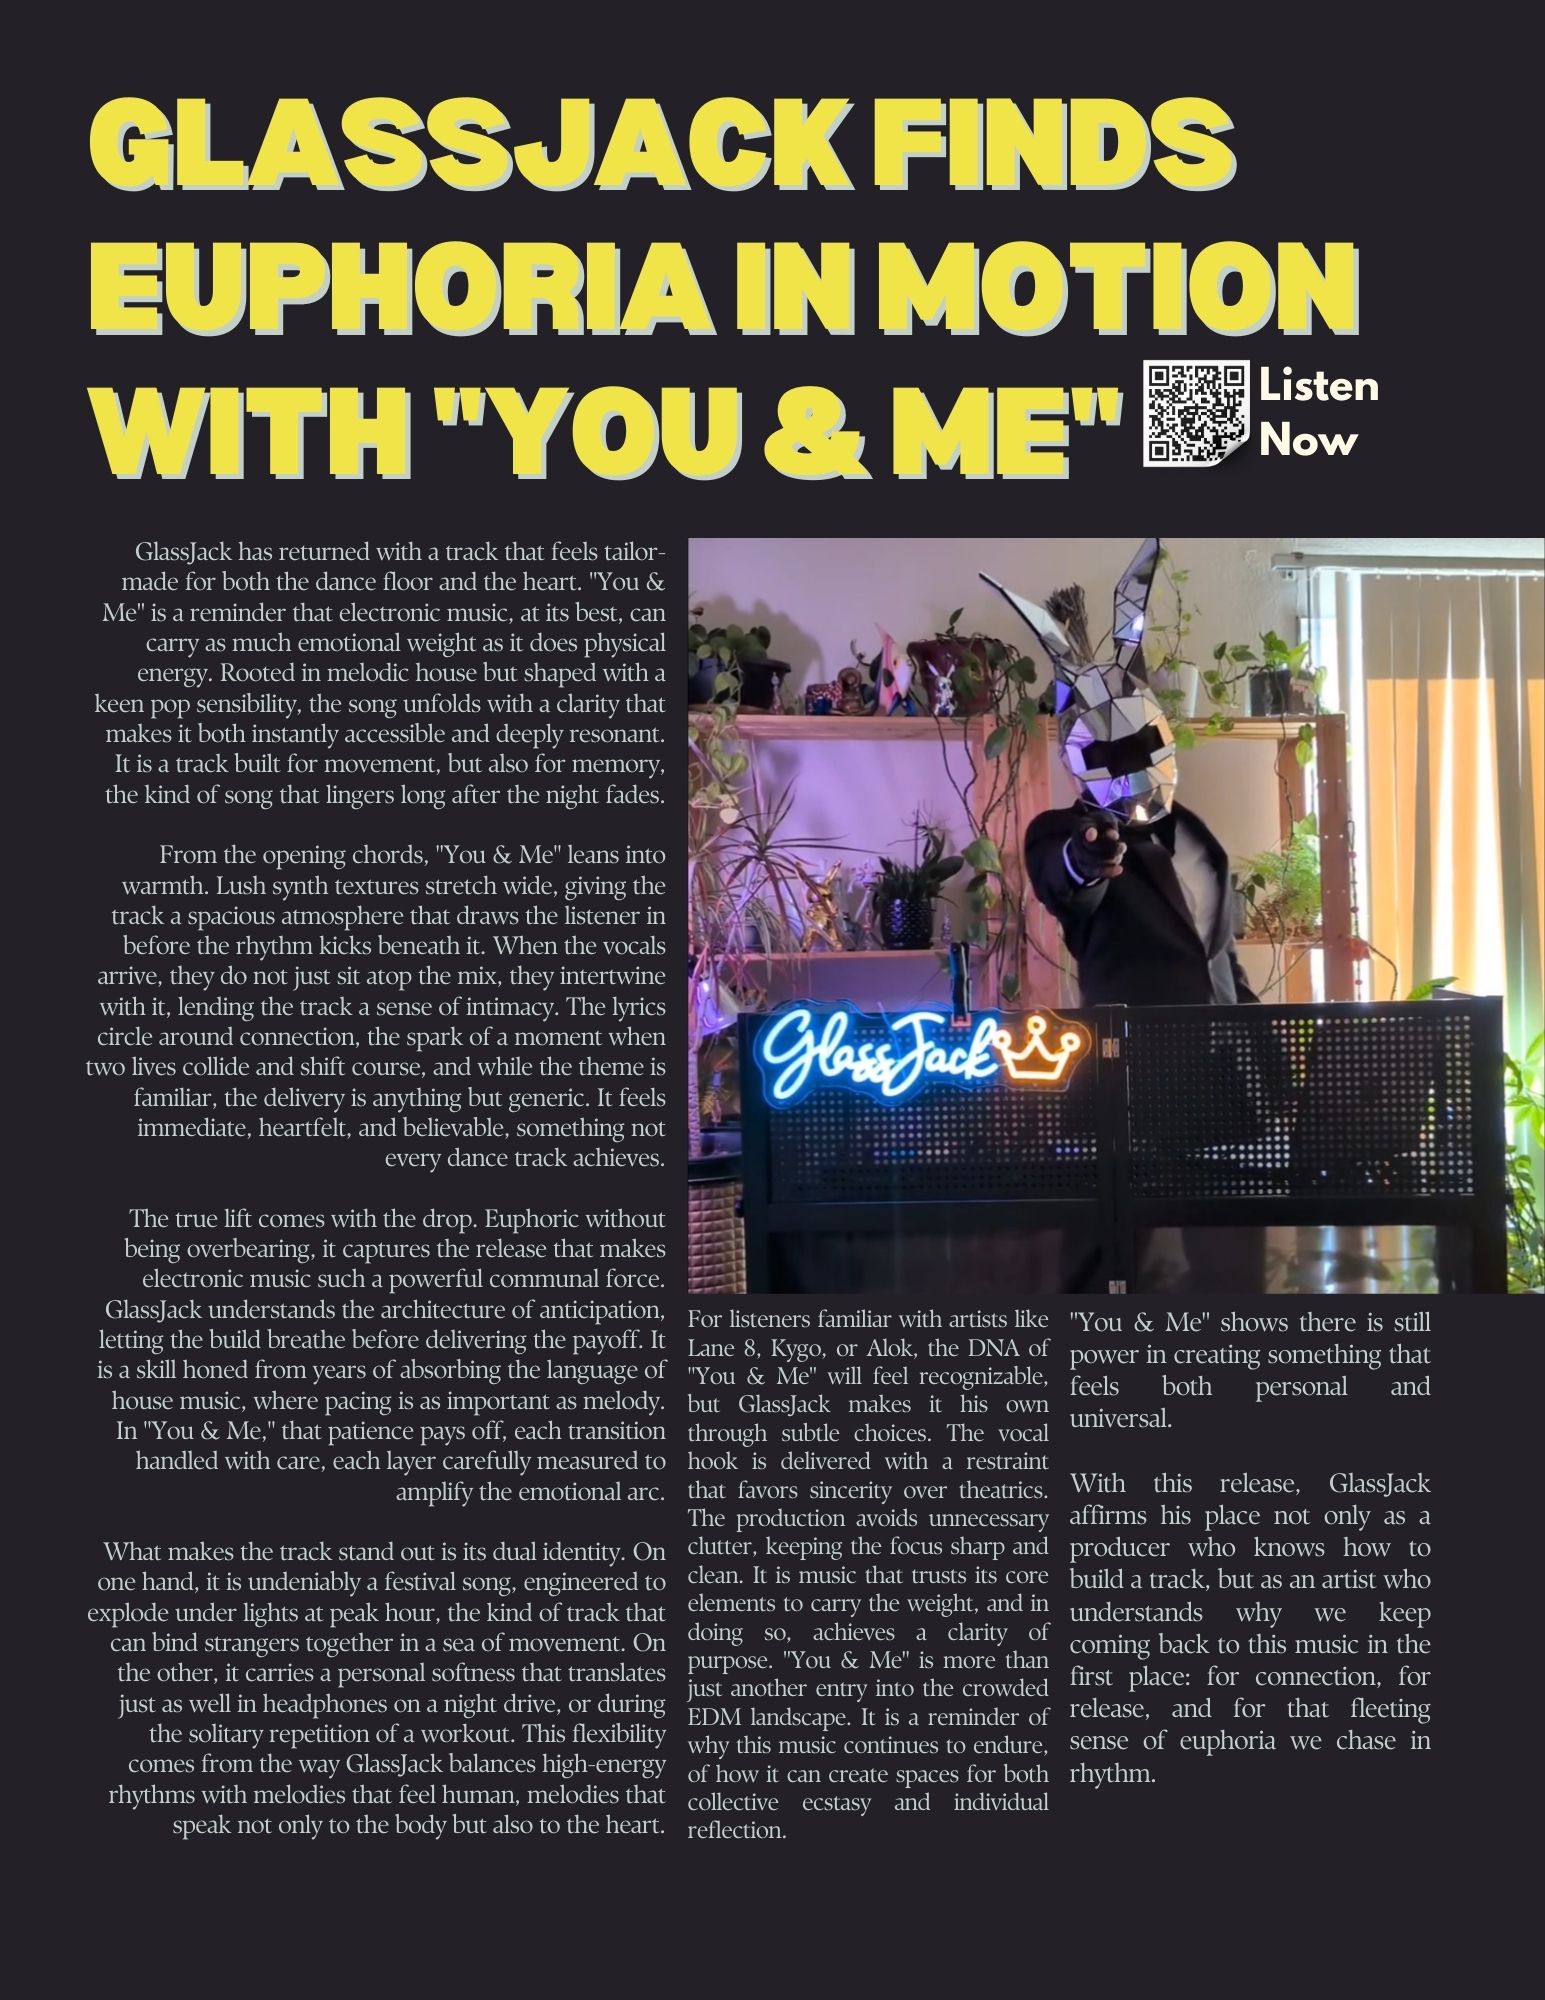 GLASSJACK FINDS
EUPHORIA IN MOTION
WITH "YOU & ME"
Listen
Now
GlassJack has returned with a track that feels tailor-
made for both the dance floor and the heart. "You &
Me" is a reminder that electronic music, at its best, can
carry as much emotional weight as it does physical
energy. Rooted in melodic house but shaped with a
keen pop sensibility, the song unfolds with a clarity that
makes it both instantly accessible and deeply resonant.
It is a track built for movement, but also for memory,
the kind of song that lingers long after the night fades.
From the opening chords, "You & Me" leans into
warmth. Lush synth textures stretch wide, giving the
track a spacious atmosphere that draws the listener in
before the rhythm kicks beneath it. When the vocals
arrive, they do not just sit atop the mix, they intertwine
with it, lending the track a sense of intimacy. The lyrics
circle around connection, the spark of a moment when
two lives collide and shift course, and while the theme is
familiar, the delivery is anything but generic. It feels
immediate, heartfelt, and believable, something not
every dance track achieves.
The true lift comes with the drop. Euphoric without
being overbearing, it captures the release that makes
electronic music such a powerful communal force.
GlassJack understands the architecture of anticipation,
letting the build breathe before delivering the payoff. It
is a skill honed from years of absorbing the language of
house music, where pacing is as important as melody.
In "You & Me," that patience pays off, each transition
handled with care, each layer carefully measured to
amplify the emotional arc.
What makes the track stand out is its dual identity. On
one hand, it is undeniably a festival song, engineered to
explode under lights at peak hour, the kind of track that
can bind strangers together in a sea of movement. On
the other, it carries a personal softness that translates
just as well in headphones on a night drive, or during
the solitary repetition of a workout. This flexibility
comes from the way GlassJack balances high-energy
rhythms with melodies that feel human, melodies that
speak not only to the body but also to the heart.
GlassJack
For listeners familiar with artists like
Lane 8, Kygo, or Alok, the DNA of
"You & Me" will feel recognizable,
but GlassJack makes it his own
through subtle choices. The vocal
hook is delivered with a restraint
that favors sincerity over theatrics.
The production avoids unnecessary
clutter, keeping the focus sharp and
clean. It is music that trusts its core
elements to carry the weight, and in
doing so, achieves a clarity of
purpose. "You & Me" is more than
just another entry into the crowded
EDM landscape. It is a reminder of
why this music continues to endure,
of how it can create spaces for both
collective ecstasy and individual
reflection.
"You & Me" shows there is still
power in creating something that
feels both personal and
universal.
With this release, GlassJack
affirms his place not only as a
producer who knows how to
build a track, but as an artist who
understands why we keep
coming back to this music in the
first place: for connection, for
release, and for that fleeting
sense of euphoria we chase in
rhythm.